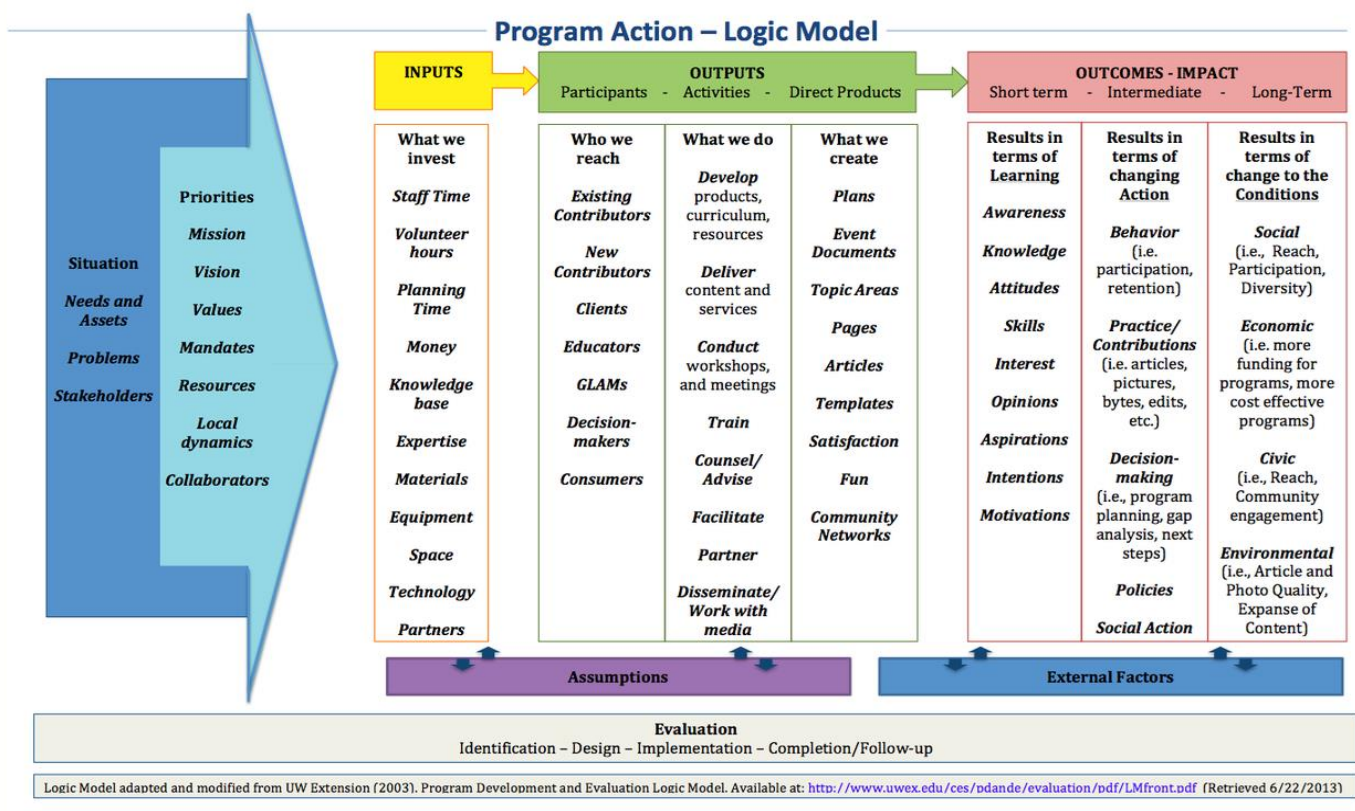 Program Action – Logic Model
Situation
Needs and
Assets
Problems
Stakeholders
Priorities
Mission
Vision
Values
Mandates
Resources
Local
dynamics
Collaborators
INPUTS
What we
invest
Staff Time
Volunteer
hours
Planning
Time
Money
Knowledge
base
Expertise
Materials
Equipment
Space
Technology
Partners
OUTPUTS
Participants - Activities - Direct Products
Who we
reach
Existing
Contributors
New
Contributors
Clients
Educators
GLAMs
Decision-
makers
Consumers
What we do
Develop
products,
curriculum,
resources
Deliver
content and
services
Conduct
workshops,
and meetings
Train
Counsel/
Advise
Facilitate
Partner
Disseminate/
Work with
media
What we
create
Plans
Event
Documents
Topic Areas
Pages
Articles
Templates
Satisfaction
Fun
Community
Networks
OUTCOMES - IMPACT
Short term - Intermediate - Long-Term
Results in
terms of
Learning
Awareness
Knowledge
Attitudes
Skills
Interest
Opinions
Aspirations
Intentions
Motivations
Results in
terms of
changing
Action
Behavior
(i.e.
participation,
retention)
Practice/
Contributions
(i.e. articles,
pictures,
bytes, edits,
etc.)
Decision-
making
(i.e., program
planning, gap
analysis, next
steps)
Policies
Social Action
Results in
terms of
change to the
Conditions
Social
(i.e., Reach,
Participation,
Diversity)
Economic
(i.e. more
funding for
programs, more
cost effective
programs)
Civic
(i.e., Reach,
Community
engagement)
Environmental
(i.e., Article and
Photo Quality,
Expanse of
Content)
Assumptions
External Factors
Evaluation
Identification – Design – Implementation – Completion/Follow-up
Logic Model adapted and modified from UW Extension (2003). Program Development and Evaluation Logic Model. Available at: http://www.uwex.edu/ces/pdande/evaluation/pdf/LMfront.pdf (Retrieved 6/22/2013)